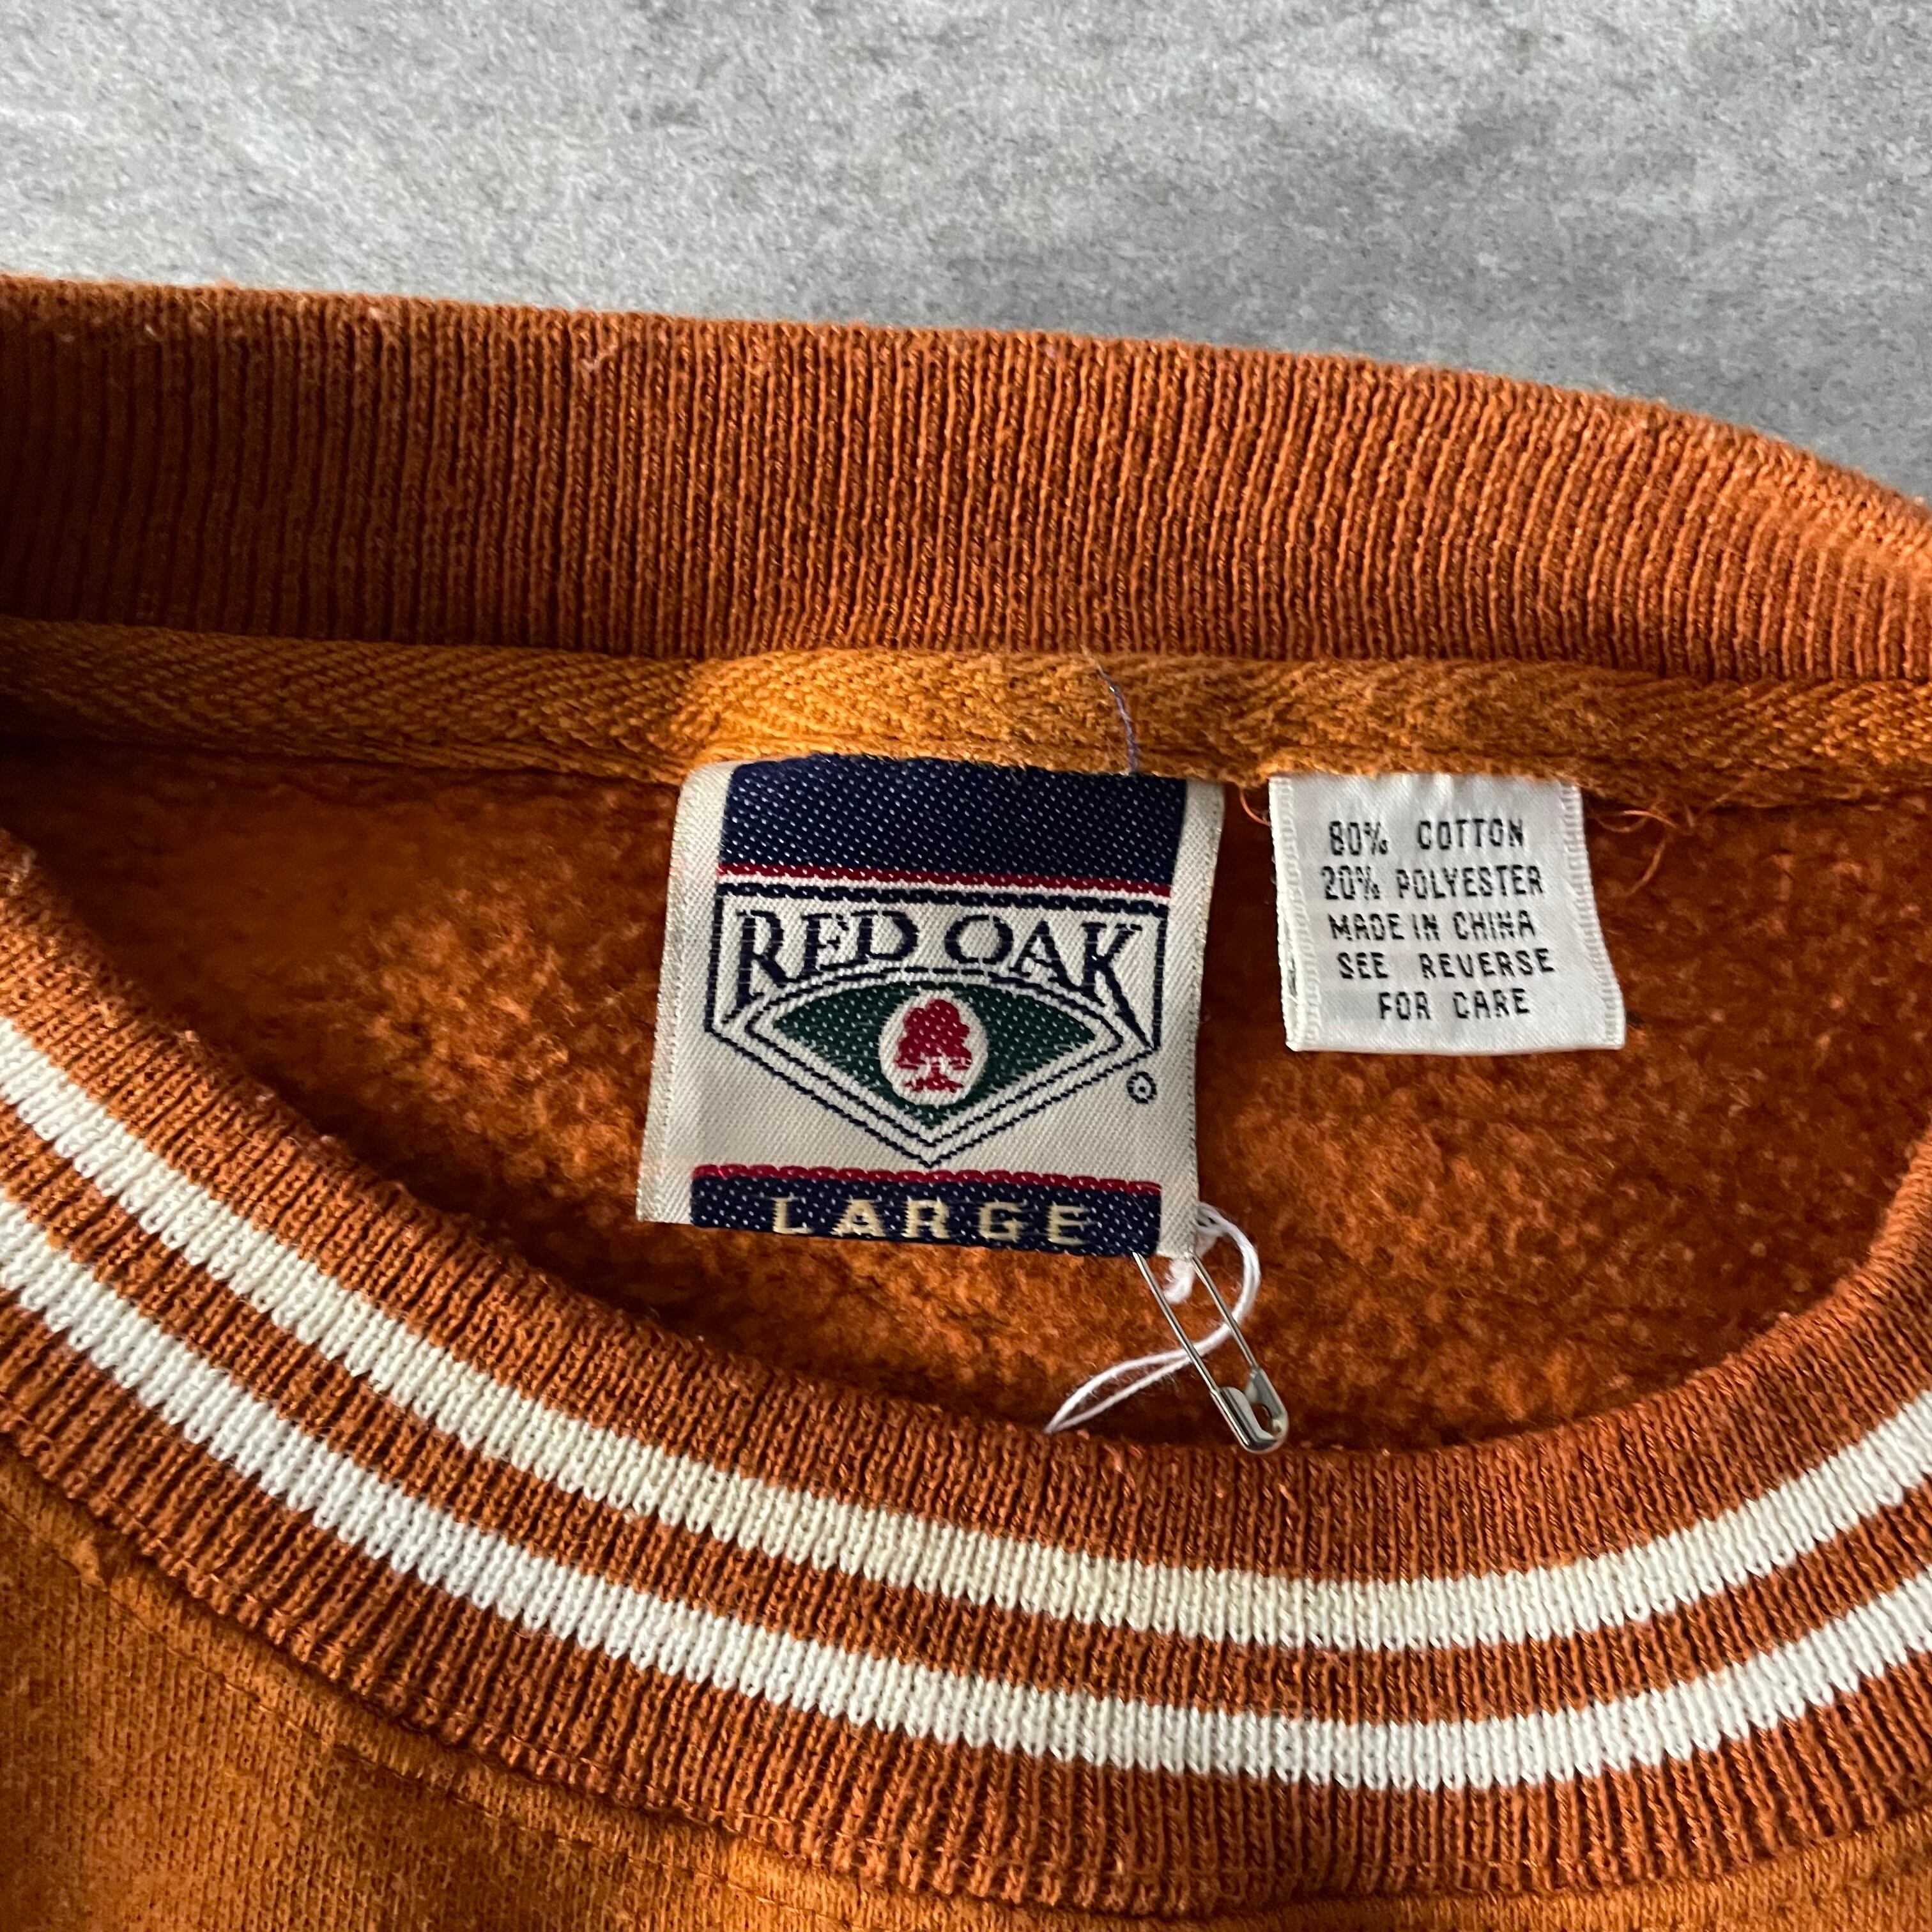 RED OAK
®
LARGE
80% COTTON
20% POLYESTER
MADE IN CHINA
SEE REVERSE
FOR CARE